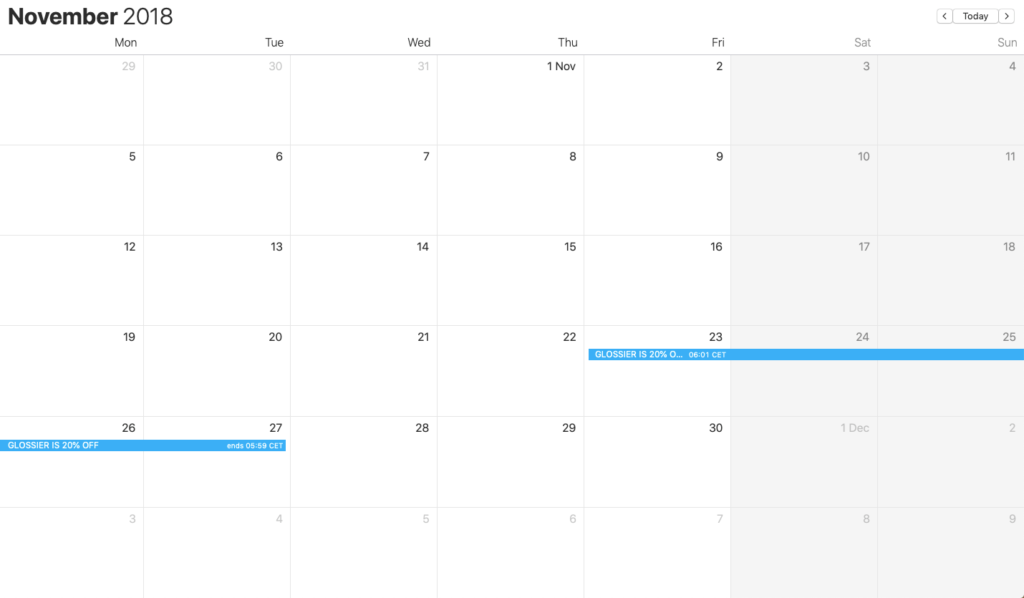 November 2018
< Today >
Mon Tue Wed Thu Fri Sat Sun
29 30 31 1 Nov 2 3 4
5 6 7 8 9 10 11
12 13 14 15 16 17 18
19 20 21 22 23 24 25
GLOSSIER IS 20% O... 06:01 CET
26 27 28 29 30 1 Dec 2
GLOSSIER IS 20% OFF ends 05:59 CET
3 4 5 6 7 8 9